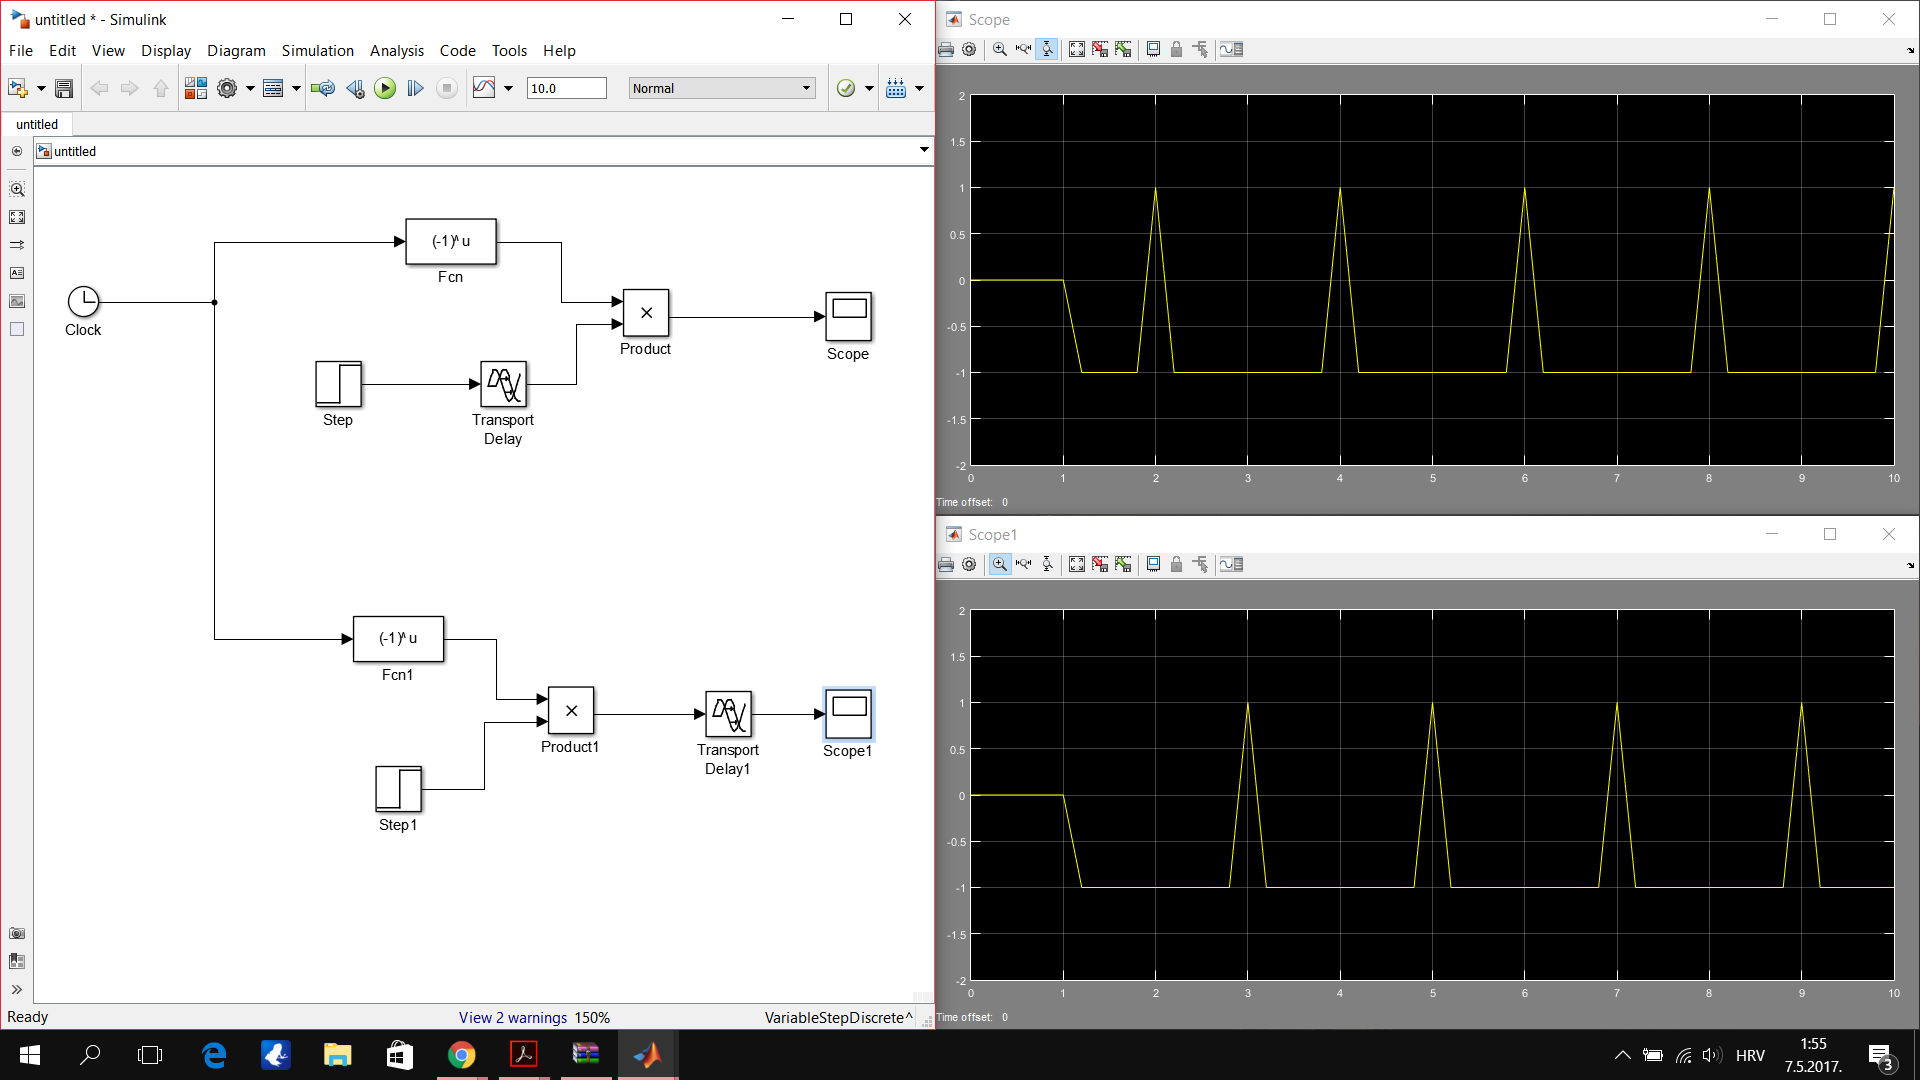 untitled * - Simulink
File Edit View Display Diagram Simulation Analysis Code Tools Help
10.0
Normal
untitled
untitled
(-1)^u
Fcn
Clock
×
Product
Scope
Step
Transport
Delay
(-1)^u
Fcn1
×
Product1
Transport
Delay1
Scope1
Step1
Ready
View 2 warnings 150%
VariableStepDiscrete^
Scope
2
1.5
1
0.5
0
-0.5
-1
-1.5
-2
0 1 2 3 4 5 6 7 8 9 10
Time offset: 0
Scope1
2
1.5
1
0.5
0
-0.5
-1
-1.5
-2
0 1 2 3 4 5 6 7 8 9 10
Time offset: 0
HRV
1:55
7.5.2017.
3